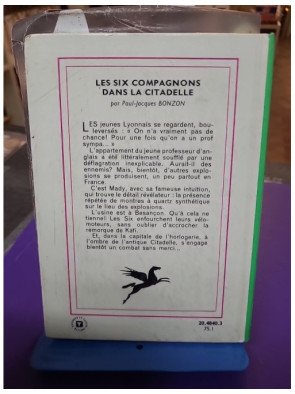 LES SIX COMPAGNONS
DANS LA CITADELLE
par Paul-Jacques BONZON
LES jeunes Lyonnais se regardent, bou-
leversés : « On n'a vraiment pas de
chance! Pour une fois qu'on a un prof
sympa... »
L'appartement du jeune professeur d'an-
glais a été littéralement soufflé par une
déflagration inexplicable. Aurait-il des
ennemis? Mais, bientôt, d'autres explo-
sions se produisent, un peu partout en
France.
C'est Mady, avec sa fameuse intuition,
qui trouve le détail révélateur : la présence
répétée de montres à quartz synthétique
sur le lieu des explosions.
L'usine est à Besançon. Qu'à cela ne
tienne! Les Six enfourchent leurs vélo-
moteurs, sans oublier d'accrocher la
remorque de Kafi.
Et, dans la capitale de l'horlogerie, à
l'ombre de l'antique Citadelle, s'engage
bientôt un combat sans merci...
20.4840.3
75.1